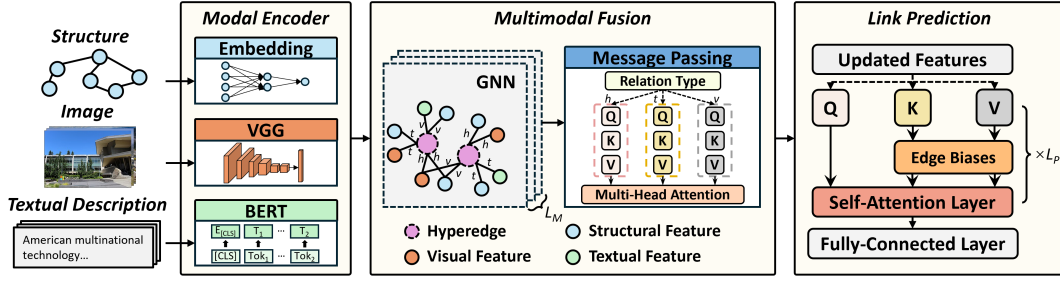 Structure
Image
Textual Description
American multinational
technology...
Modal Encoder
Embedding
VGG
BERT
E[CLS] T1 ... T2
[CLS] Tok1 ... Tok2
Multimodal Fusion
GNN
t v v h
t h
h h v v t
v
LM
Hyperedge
Structural Feature
Visual Feature
Textual Feature
Message Passing
Relation Type
h t v
Q Q Q
K K K
V V V
Multi-Head Attention
Link Prediction
Updated Features
Q K V
Edge Biases
×LP
Self-Attention Layer
Fully-Connected Layer